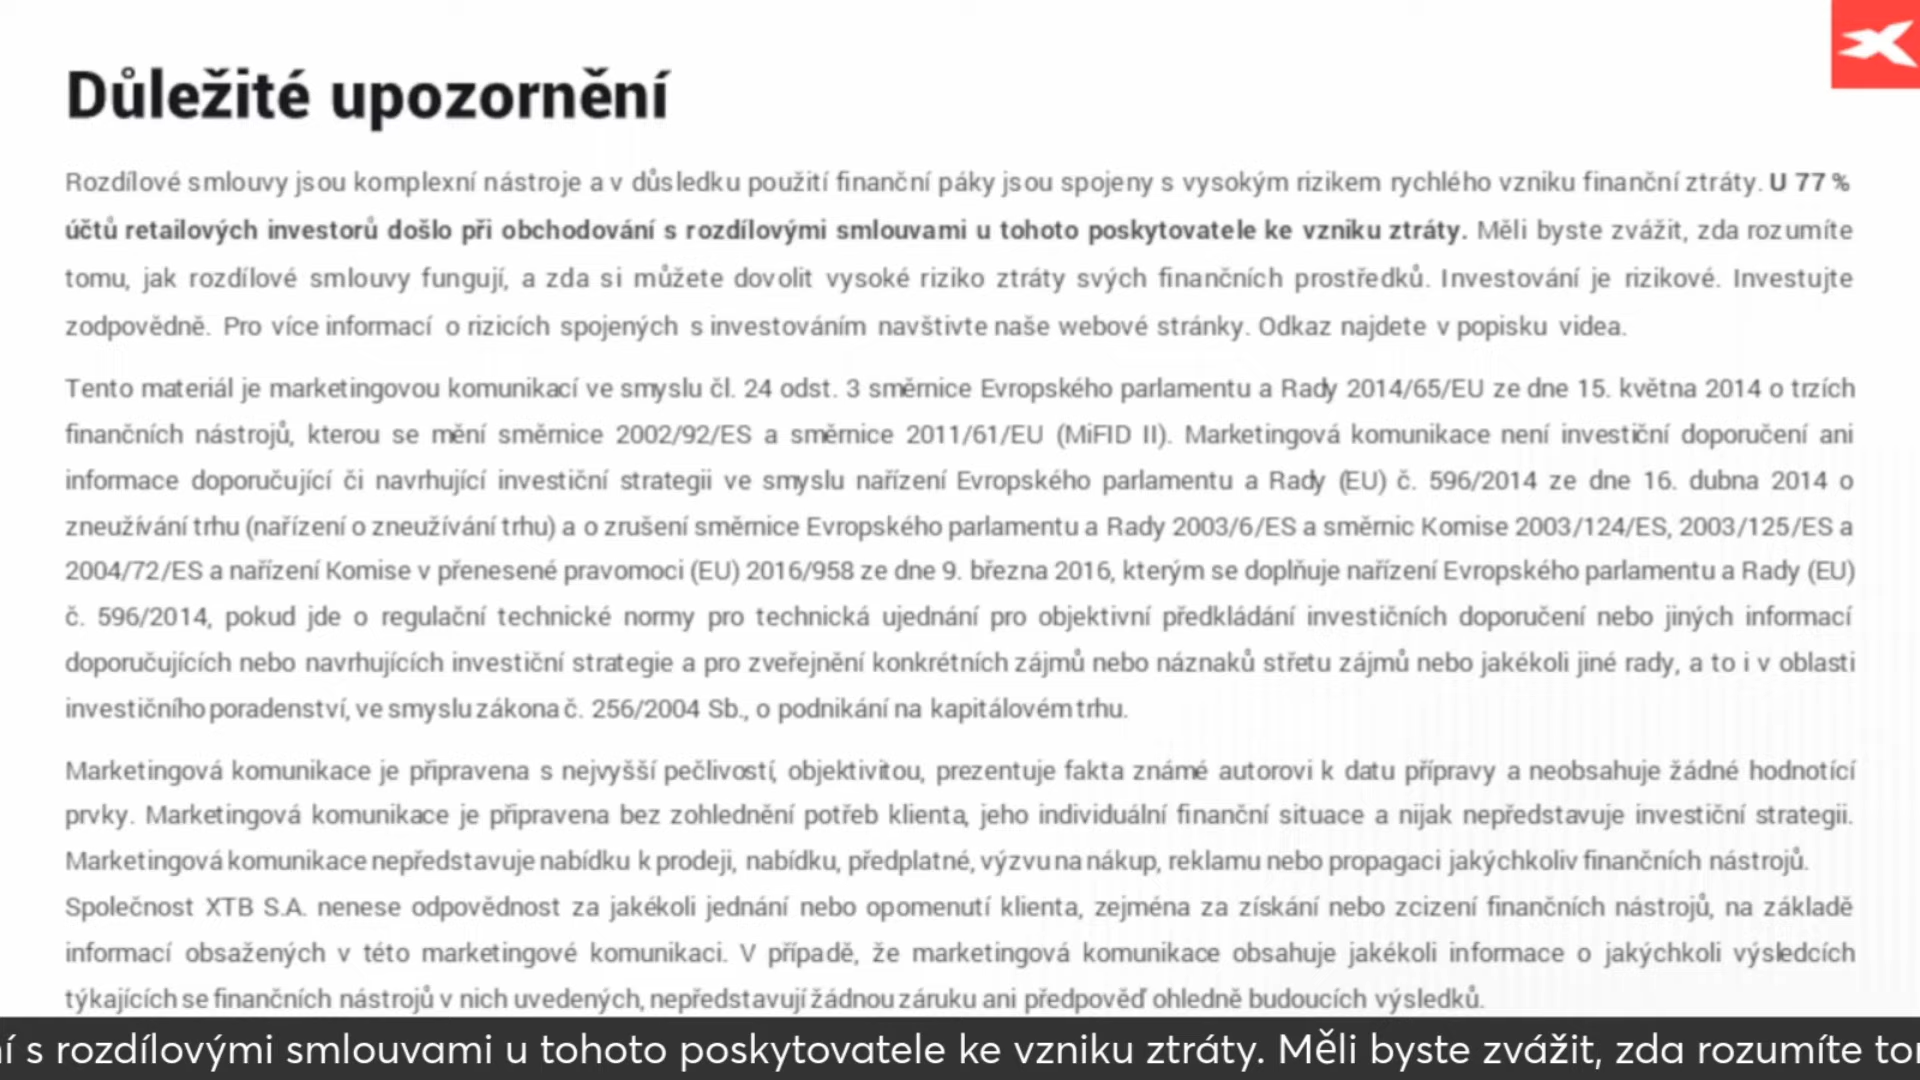 Důležité upozornění
Rozdílové smlouvy jsou komplexní nástroje a v důsledku použití finanční páky jsou spojeny s vysokým rizikem rychlého vzniku finanční ztráty. U 77 %
účtů retailových investorů došlo při obchodování s rozdílovými smlouvami u tohoto poskytovatele ke vzniku ztráty. Měli byste zvážit, zda rozumíte
tomu, jak rozdílové smlouvy fungují, a zda si můžete dovolit vysoké riziko ztráty svých finančních prostředků. Investování je rizikové. Investujte
zodpovědně. Pro více informací o rizicích spojených s investováním navštivte naše webové stránky. Odkaz najdete v popisku videa.
Tento materiál je marketingovou komunikací ve smyslu čl. 24 odst. 3 směrnice Evropského parlamentu a Rady 2014/65/EU ze dne 15. května 2014 o trzích
finančních nástrojů, kterou se mění směrnice 2002/92/ES a směrnice 2011/61/EU (MiFID II). Marketingová komunikace není investiční doporučení ani
informace doporučující či navrhující investiční strategii ve smyslu nařízení Evropského parlamentu a Rady (EU) č. 596/2014 ze dne 16. dubna 2014 o
zneužívání trhu (nařízení o zneužívání trhu) a o zrušení směrnice Evropského parlamentu a Rady 2003/6/ES a směrnic Komise 2003/124/ES, 2003/125/ES a
2004/72/ES a nařízení Komise v přenesené pravomoci (EU) 2016/958 ze dne 9. března 2016, kterým se doplňuje nařízení Evropského parlamentu a Rady (EU)
č. 596/2014, pokud jde o regulační technické normy pro technická ujednání pro objektivní předkládání investičních doporučení nebo jiných informací
doporučujících nebo navrhujících investiční strategie a pro zveřejnění konkrétních zájmů nebo náznaků střetu zájmů nebo jakékoli jiné rady, a to i v oblasti
investičního poradenství, ve smyslu zákona č. 256/2004 Sb., o podnikání na kapitálovém trhu.
Marketingová komunikace je připravena s nejvyšší pečlivostí, objektivitou, prezentuje fakta známé autorovi k datu přípravy a neobsahuje žádné hodnotící
prvky. Marketingová komunikace je připravena bez zohlednění potřeb klienta, jeho individuální finanční situace a nijak nepředstavuje investiční strategii.
Marketingová komunikace nepředstavuje nabídku k prodeji, nabídku, předplatné, výzvu na nákup, reklamu nebo propagaci jakýchkoliv finančních nástrojů.
Společnost XTB S.A. nenese odpovědnost za jakékoli jednání nebo opomenutí klienta, zejména za získání nebo zcizení finančních nástrojů, na základě
informací obsažených v této marketingové komunikaci. V případě, že marketingová komunikace obsahuje jakékoli informace o jakýchkoli výsledcích
týkajících se finančních nástrojů v nich uvedených, nepředstavují žádnou záruku ani předpověď ohledně budoucích výsledků.
í s rozdílovými smlouvami u tohoto poskytovatele ke vzniku ztráty. Měli byste zvážit, zda rozumíte